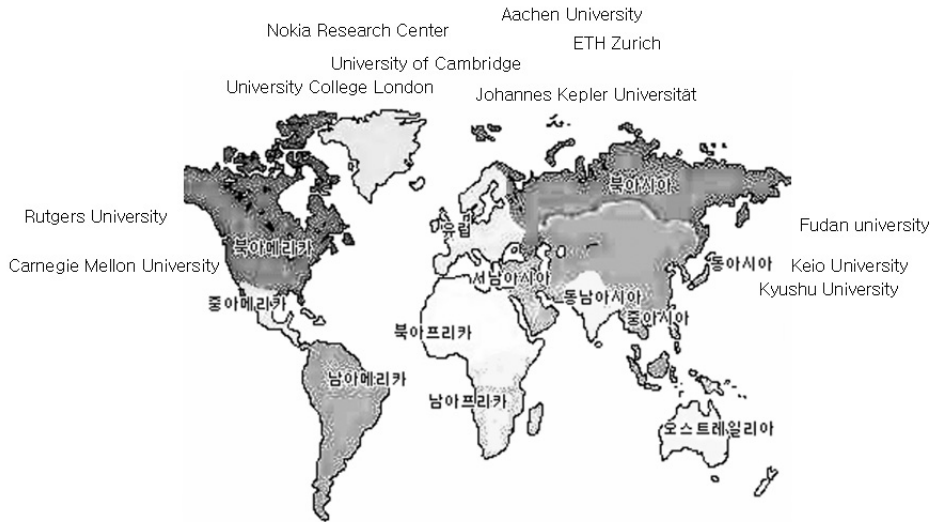 Aachen University
Nokia Research Center
ETH Zurich
University of Cambridge
University College London
Johannes Kepler Universität
북아시아
Rutgers University
Fudan university
유럽
북아메리카
Carnegie Mellon University
동아시아
Keio University
서남아시아
Kyushu University
중아메리카
동남아시아
중아시아
북아프리카
남아메리카
남아프리카
오스트레일리아